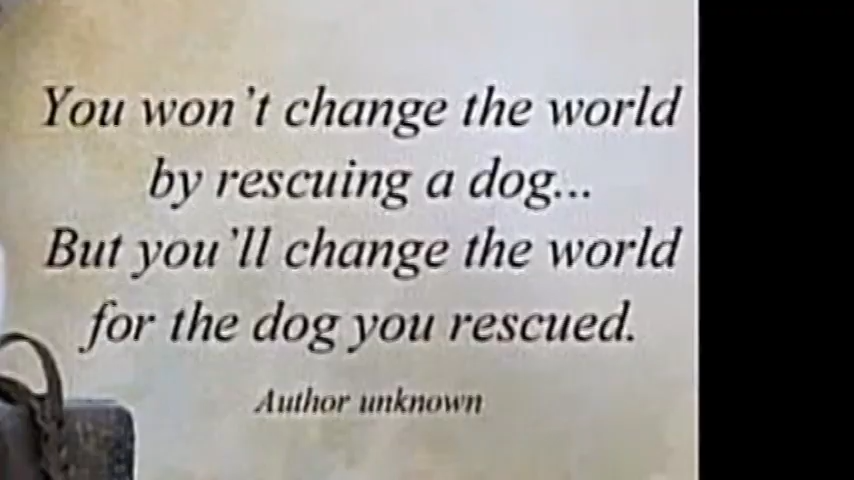 You won't change the world
by rescuing a dog...
But you'll change the world
for the dog you rescued.
Author unknown